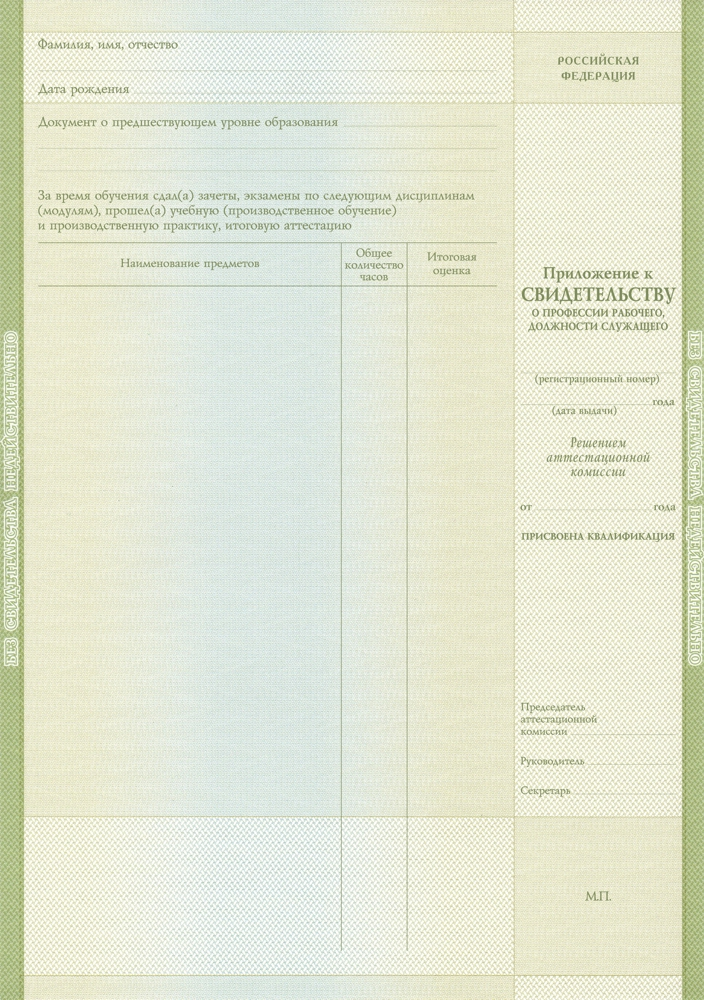 Фамилия, имя, отчество
Дата рождения
Документ о предшествующем уровне образования
За время обучения сдал(а) зачеты, экзамены по следующим дисциплинам
(модулям), прошел(а) учебную (производственное обучение)
и производственную практику, итоговую аттестацию
Наименование предметов
Общее
количество
часов
Итоговая
оценка
РОССИЙСКАЯ
ФЕДЕРАЦИЯ
Приложение к
СВИДЕТЕЛЬСТВУ
О ПРОФЕССИИ РАБОЧЕГО,
ДОЛЖНОСТИ СЛУЖАЩЕГО
(регистрационный номер)
года
(дата выдачи)
Решением
аттестационной
комиссии
от года
ПРИСВОЕНА КВАЛИФИКАЦИЯ
Председатель
аттестационной
комиссии
Руководитель
Секретарь
М.П.
БЕЗ СВИДЕТЕЛЬСТВА НЕДЕЙСТВИТЕЛЬНО
БЕЗ СВИДЕТЕЛЬСТВА НЕДЕЙСТВИТЕЛЬНО